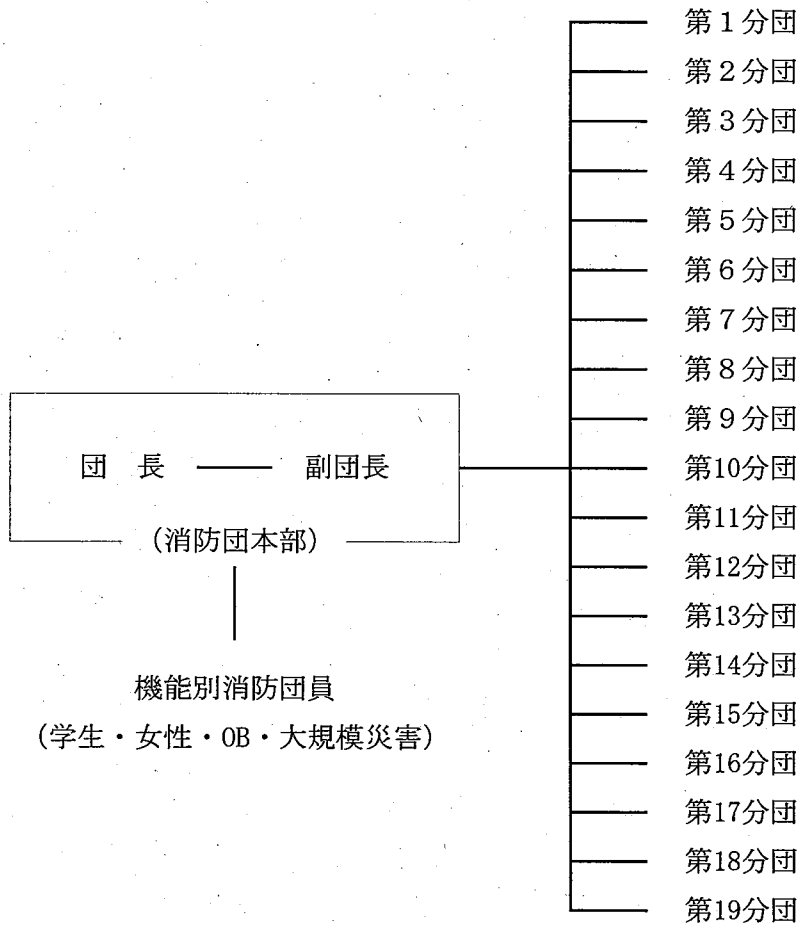 団　長　副団長
(消防団本部)
機能別消防団員
(学生・女性・OB・大規模災害)
第１分団
第２分団
第３分団
第４分団
第５分団
第６分団
第７分団
第８分団
第９分団
第10分団
第11分団
第12分団
第13分団
第14分団
第15分団
第16分団
第17分団
第18分団
第19分団